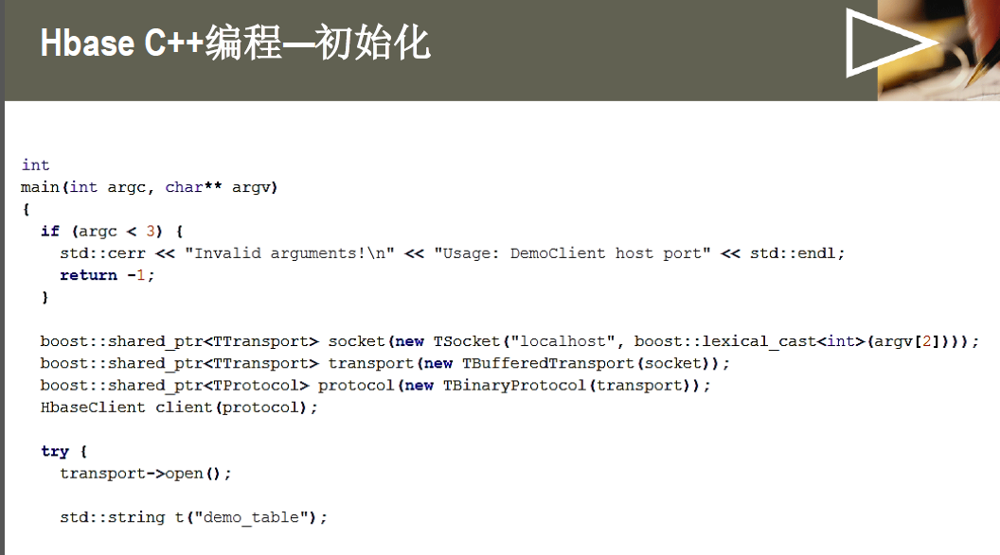 Hbase C++编程—初始化
int
main(int argc, char** argv)
{
if (argc < 3) {
std::cerr << "Invalid arguments!\n" << "Usage: DemoClient host port" << std::endl;
return -1;
}
boost::shared_ptr<TTransport> socket(new TSocket("localhost", boost::lexical_cast<int>(argv[2])));
boost::shared_ptr<TTransport> transport(new TBufferedTransport(socket));
boost::shared_ptr<TProtocol> protocol(new TBinaryProtocol(transport));
HbaseClient client(protocol);
try {
transport->open();
std::string t("demo_table");